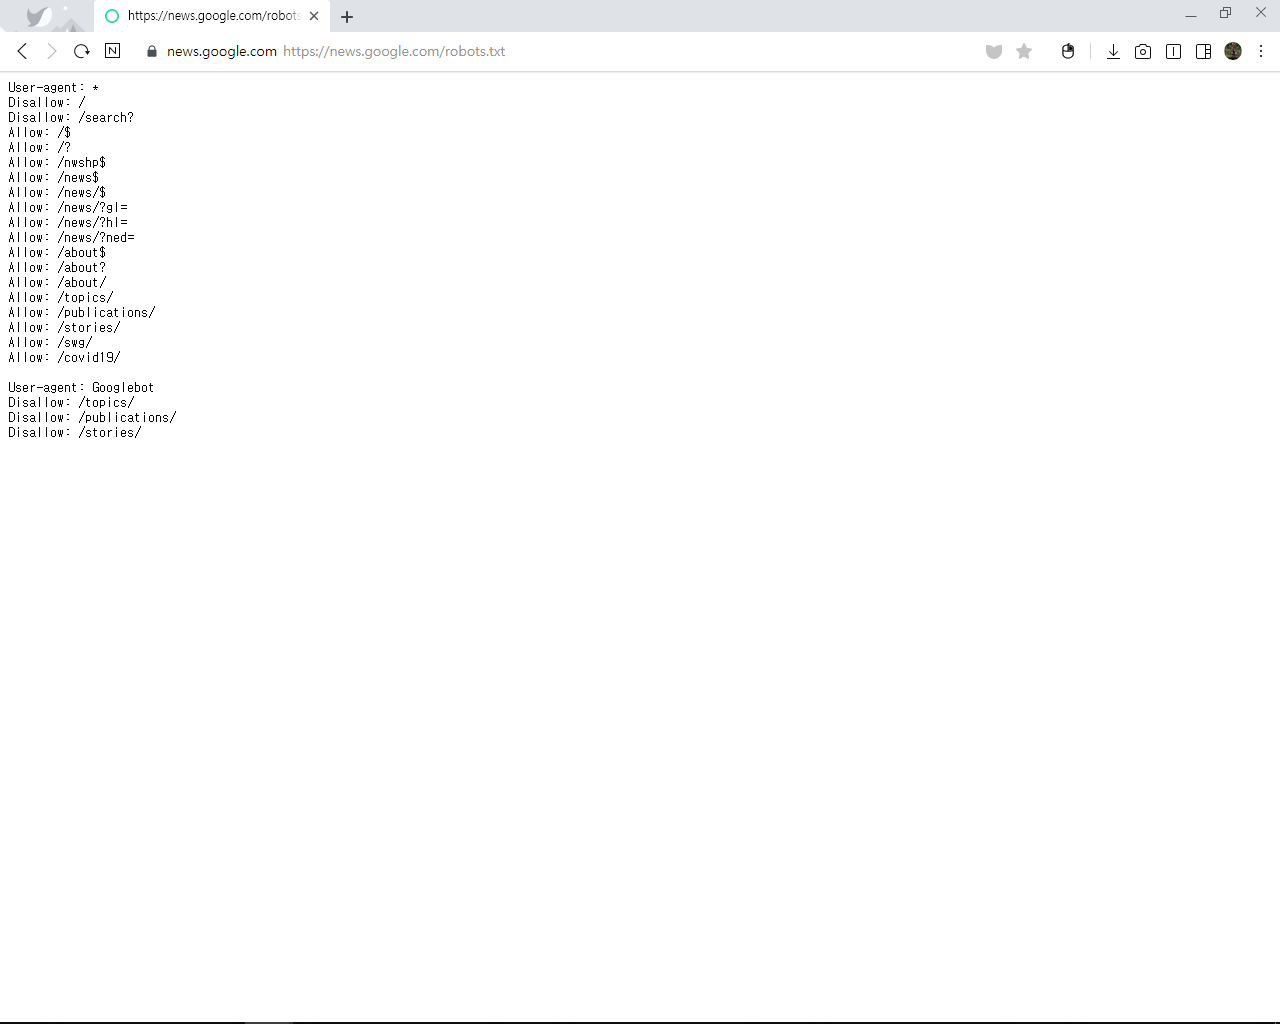 https://news.google.com/robots
news.google.com https://news.google.com/robots.txt
User-agent: *
Disallow: /
Disallow: /search?
Allow: /$
Allow: /?
Allow: /nwshp$
Allow: /news$
Allow: /news/$
Allow: /news/?gl=
Allow: /news/?hl=
Allow: /news/?ned=
Allow: /about$
Allow: /about?
Allow: /about/
Allow: /topics/
Allow: /publications/
Allow: /stories/
Allow: /swg/
Allow: /covid19/
User-agent: Googlebot
Disallow: /topics/
Disallow: /publications/
Disallow: /stories/